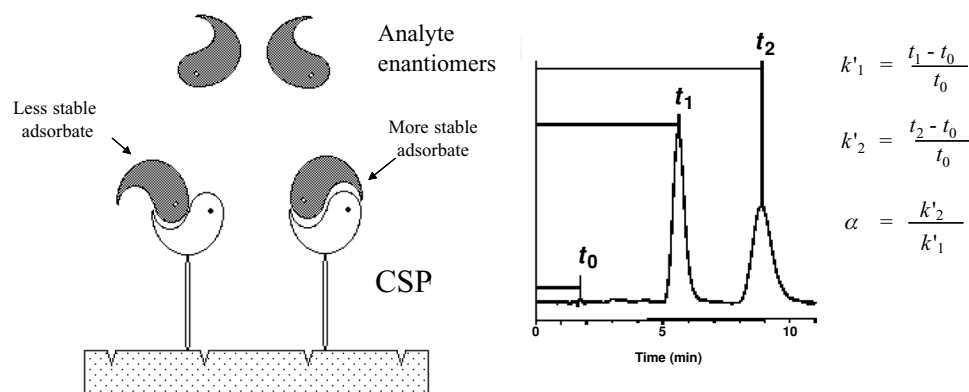 Analyte
enantiomers
Less stable
adsorbate
More stable
adsorbate
CSP
t2
t1
t0
0
5
10
Time (min)
k'1 = t1 - t0
t0
k'2 = t2 - t0
t0
α = k'2
k'1